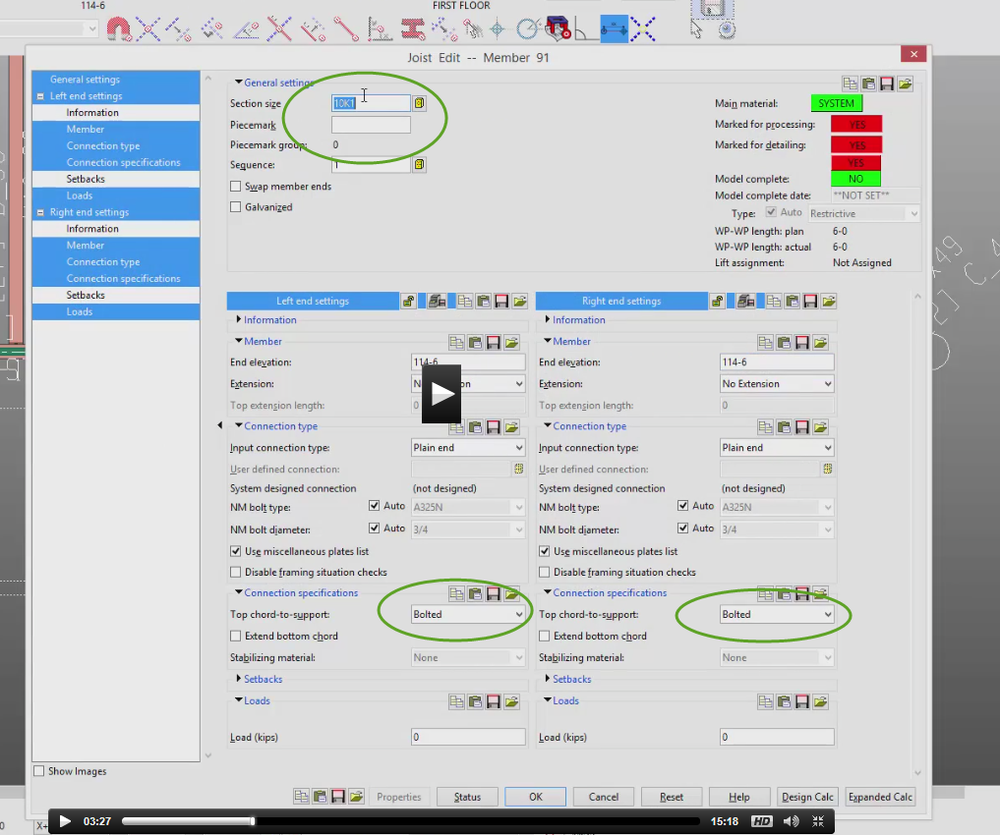 114-6
FIRST FLOOR
Joist Edit -- Member 91
General settings
Left end settings
Information
Member
Connection type
Connection specifications
Setbacks
Loads
Right end settings
Information
Member
Connection type
Connection specifications
Setbacks
Loads
Show Images
General settings
Section size 10K1
Piecemark
Piecemark group: 0
Sequence: 1
Swap member ends
Galvanized
Main material: SYSTEM
Marked for processing: YES
Marked for detailing: YES
YES
Model complete: NO
Model complete date: **NOT SET**
Type: Auto Restrictive
WP-WP length: plan 6-0
WP-WP length: actual 6-0
Lift assignment: Not Assigned
Left end settings
Information
Member
End elevation: 114-6
Extension:
Top extension length: 0
Connection type
Input connection type: Plain end
User defined connection:
System designed connection (not designed)
NM bolt type: Auto A325N
NM bolt diameter: Auto 3/4
Use miscellaneous plates list
Disable framing situation checks
Connection specifications
Top chord-to-support: Bolted
Extend bottom chord
Stabilizing material: None
Setbacks
Loads
Load (kips) 0
Right end settings
Information
Member
End elevation: 114-6
Extension: No Extension
Top extension length: 0
Connection type
Input connection type: Plain end
User defined connection:
System designed connection (not designed)
NM bolt type: Auto A325N
NM bolt diameter: Auto 3/4
Use miscellaneous plates list
Disable framing situation checks
Connection specifications
Top chord-to-support: Bolted
Extend bottom chord
Stabilizing material: None
Setbacks
Loads
Load (kips) 0
Properties Status OK Cancel Reset Help Design Calc Expanded Calc
0 X+
03:27 15:18 HD